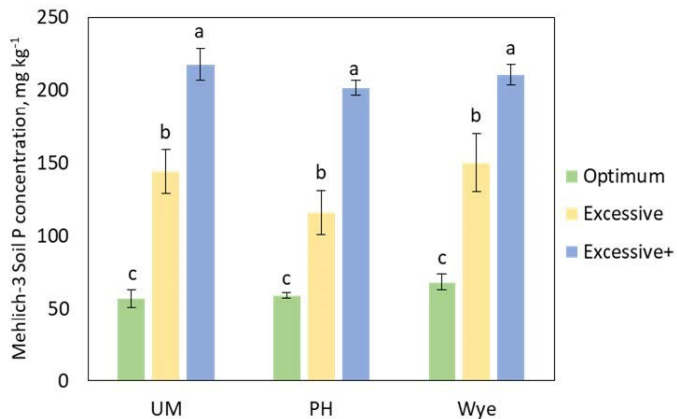 Mehlich-3 Soil P concentration, mg kg⁻¹
250
200
150
100
50
0
a
b
c
a
b
c
a
b
c
UM
PH
Wye
Optimum
Excessive
Excessive+